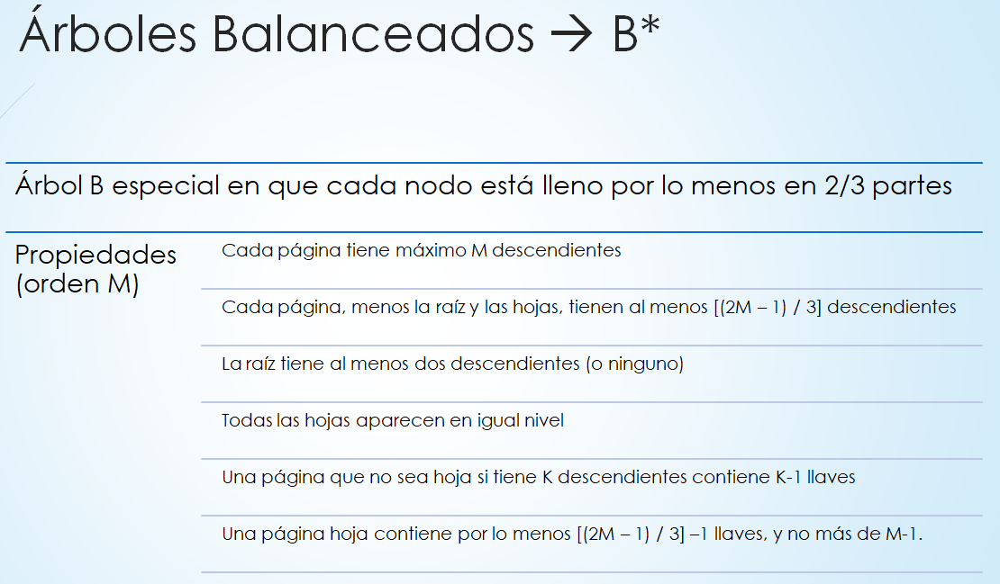 Árboles Balanceados → B*
Árbol B especial en que cada nodo está lleno por lo menos en 2/3 partes
Propiedades
(orden M)
Cada página tiene máximo M descendientes
Cada página, menos la raíz y las hojas, tienen al menos [(2M – 1) / 3] descendientes
La raíz tiene al menos dos descendientes (o ninguno)
Todas las hojas aparecen en igual nivel
Una página que no sea hoja si tiene K descendientes contiene K-1 llaves
Una página hoja contiene por lo menos [(2M – 1) / 3] –1 llaves, y no más de M-1.